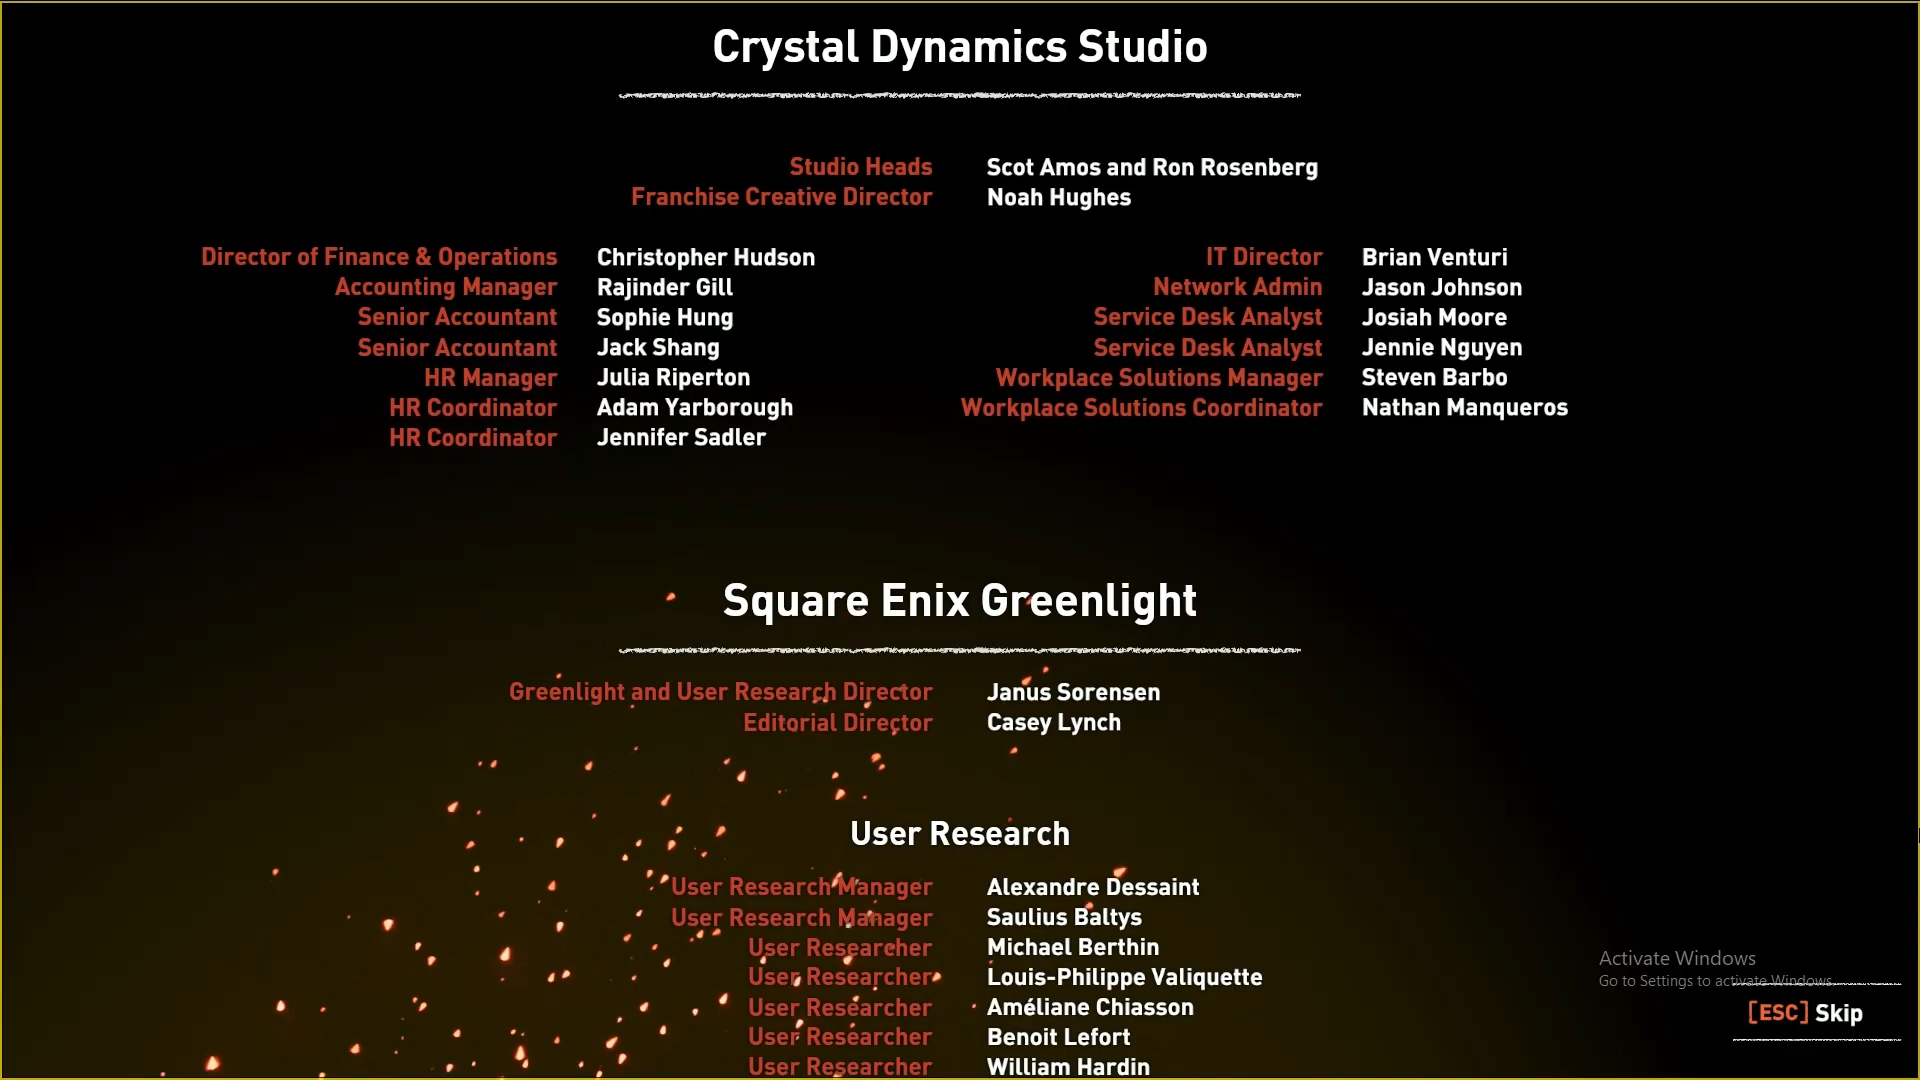 Crystal Dynamics Studio
Studio Heads Scot Amos and Ron Rosenberg
Franchise Creative Director Noah Hughes
Director of Finance & Operations Christopher Hudson
Accounting Manager Rajinder Gill
Senior Accountant Sophie Hung
Senior Accountant Jack Shang
HR Manager Julia Riperton
HR Coordinator Adam Yarborough
HR Coordinator Jennifer Sadler
IT Director Brian Venturi
Network Admin Jason Johnson
Service Desk Analyst Josiah Moore
Service Desk Analyst Jennie Nguyen
Workplace Solutions Manager Steven Barbo
Workplace Solutions Coordinator Nathan Manqueros
Square Enix Greenlight
Greenlight and User Research Director Janus Sorensen
Editorial Director Casey Lynch
User Research
User Research Manager Alexandre Dessaint
User Research Manager Saulius Baltys
User Researcher Michael Berthin
User Researcher Louis-Philippe Valiquette
User Researcher Améliane Chiasson
User Researcher Benoit Lefort
User Researcher William Hardin
Activate Windows
Go to Settings to activate Windows.
[ESC] Skip